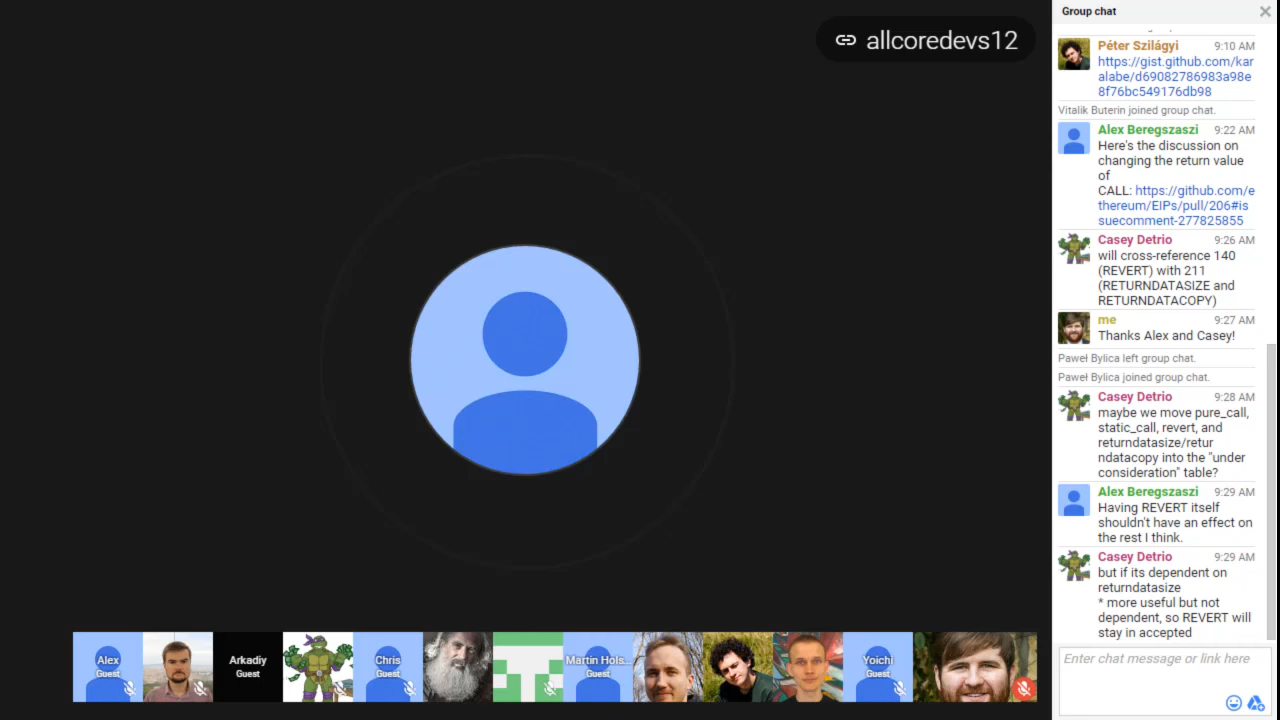 allcoredevs12
Group chat
Péter Szilágyi 9:10 AM
https://gist.github.com/kar
alabe/d69082786983a98e
8f76bc549176db98
Vitalik Buterin joined group chat.
Alex Beregszaszi 9:22 AM
Here's the discussion on
changing the return value
of
CALL: https://github.com/e
thereum/EIPs/pull/206#is
suecomment-277825855
Casey Detrio 9:26 AM
will cross-reference 140
(REVERT) with 211
(RETURNDATASIZE and
RETURNDATACOPY)
me 9:27 AM
Thanks Alex and Casey!
Paweł Bylica left group chat.
Paweł Bylica joined group chat.
Casey Detrio 9:28 AM
maybe we move pure_call,
static_call, revert, and
returndatasize/retur
ndatacopy into the "under
consideration" table?
Alex Beregszaszi 9:29 AM
Having REVERT itself
shouldn't have an effect on
the rest I think.
Casey Detrio 9:29 AM
but if its dependent on
returndatasize
* more useful but not
dependent, so REVERT will
stay in accepted
Enter chat message or link here
Alex
Guest
Arkadiy
Guest
Chris
Guest
Martin Hols...
Guest
Yoichi
Guest